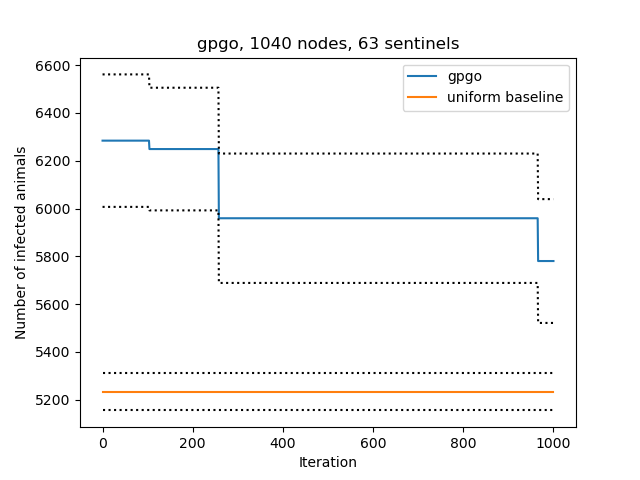 gpgo, 1040 nodes, 63 sentinels
gpgo
uniform baseline
Number of infected animals
6600
6400
6200
6000
5800
5600
5400
5200
0 200 400 600 800 1000
Iteration